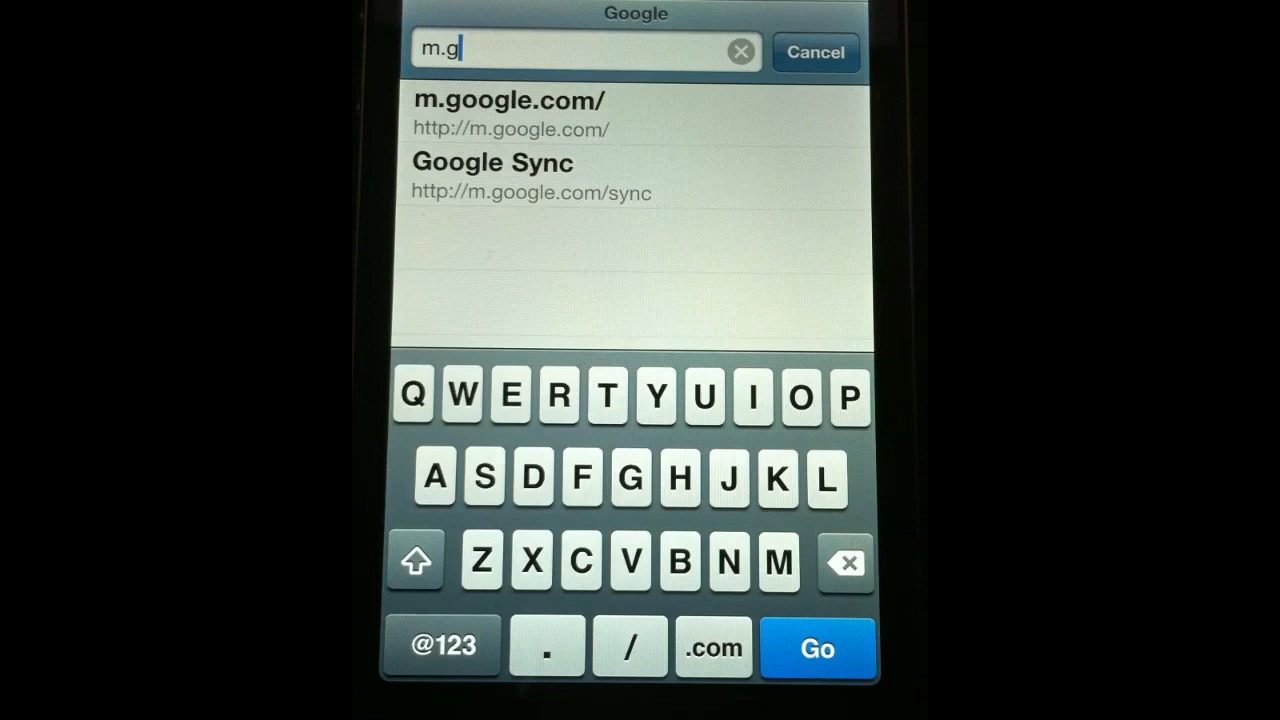 Google
m.g
Cancel
m.google.com/
http://m.google.com/
Google Sync
http://m.google.com/sync
Q W E R T Y U I O P
A S D F G H J K L
Z X C V B N M
@123 . / .com Go